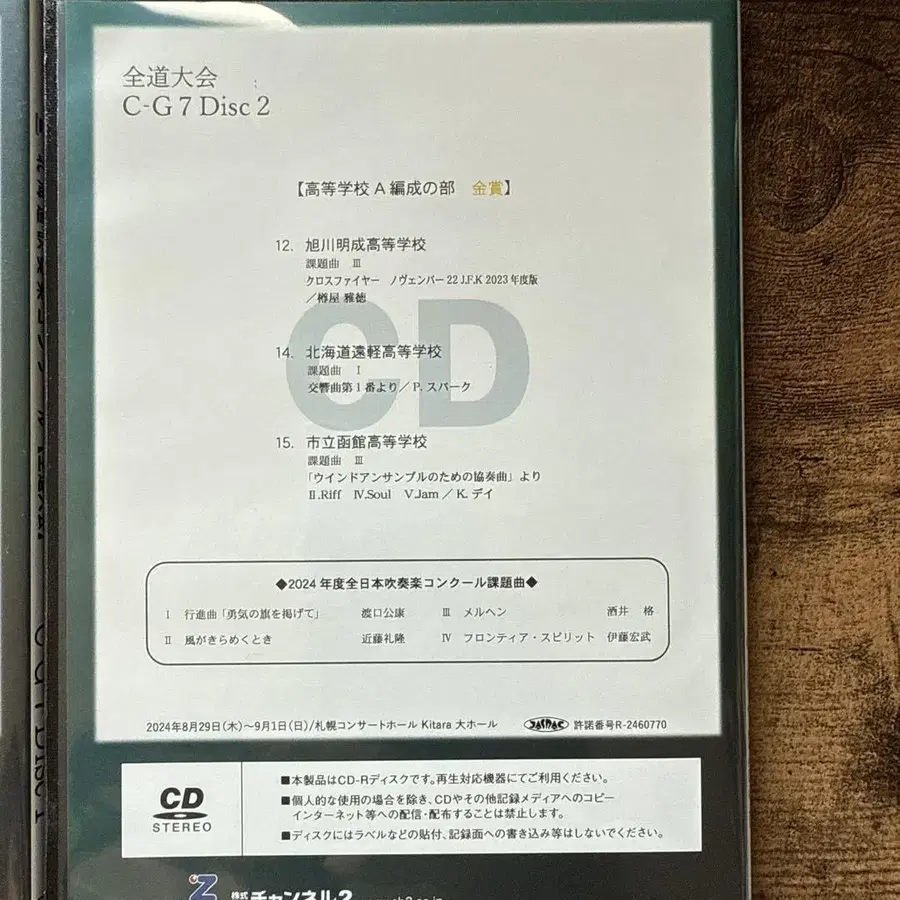 全道大会
C-G 7 Disc 2
【高等学校 A 編成の部 金賞】
12. 旭川明成高等学校
課題曲 Ⅲ
クロスファイヤー ノヴェンバー 22 J.F.K 2023 年度版
／樽屋 雅徳
CD
14. 北海道遠軽高等学校
課題曲 Ⅰ
交響曲第 1 番より／ P. スパーク
15. 市立函館高等学校
課題曲 Ⅲ
「ウインドアンサンブルのための協奏曲」より
Ⅱ.Riff Ⅳ.Soul Ⅴ.Jam ／ K. デイ
◆2024 年度全日本吹奏楽コンクール課題曲◆
Ⅰ 行進曲「勇気の旗を掲げて」 渡口公康 Ⅲ メルヘン 酒井 格
Ⅱ 風がきらめくとき 近藤礼隆 Ⅳ フロンティア・スピリット 伊藤宏武
2024年8月29日(木)～9月1日(日)/札幌コンサートホール Kitara 大ホール JASRAC 許諾番号R-2460770
CD
STEREO
■本製品はCD-Rディスクです。再生対応機器にてご利用ください。
■個人的な使用の場合を除き、CDやその他記録メディアへのコピー
インターネット等への配信・配布することは禁止します。
■ディスクにはラベルなどの貼付、記録面への書き込み等はしないでください。
株式 チャンネル2